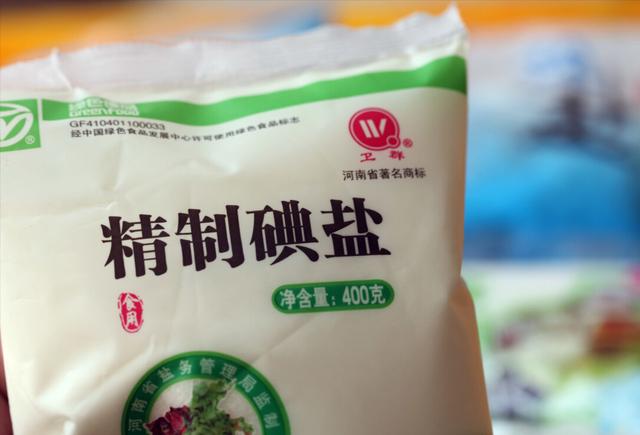 绿色食品
GreenFood
GF410401100033
经中国绿色食品发展中心许可使用绿色食品标志
W
卫群
河南省著名商标
精制碘盐
食用
净含量：400克
河南省盐务管理局监制